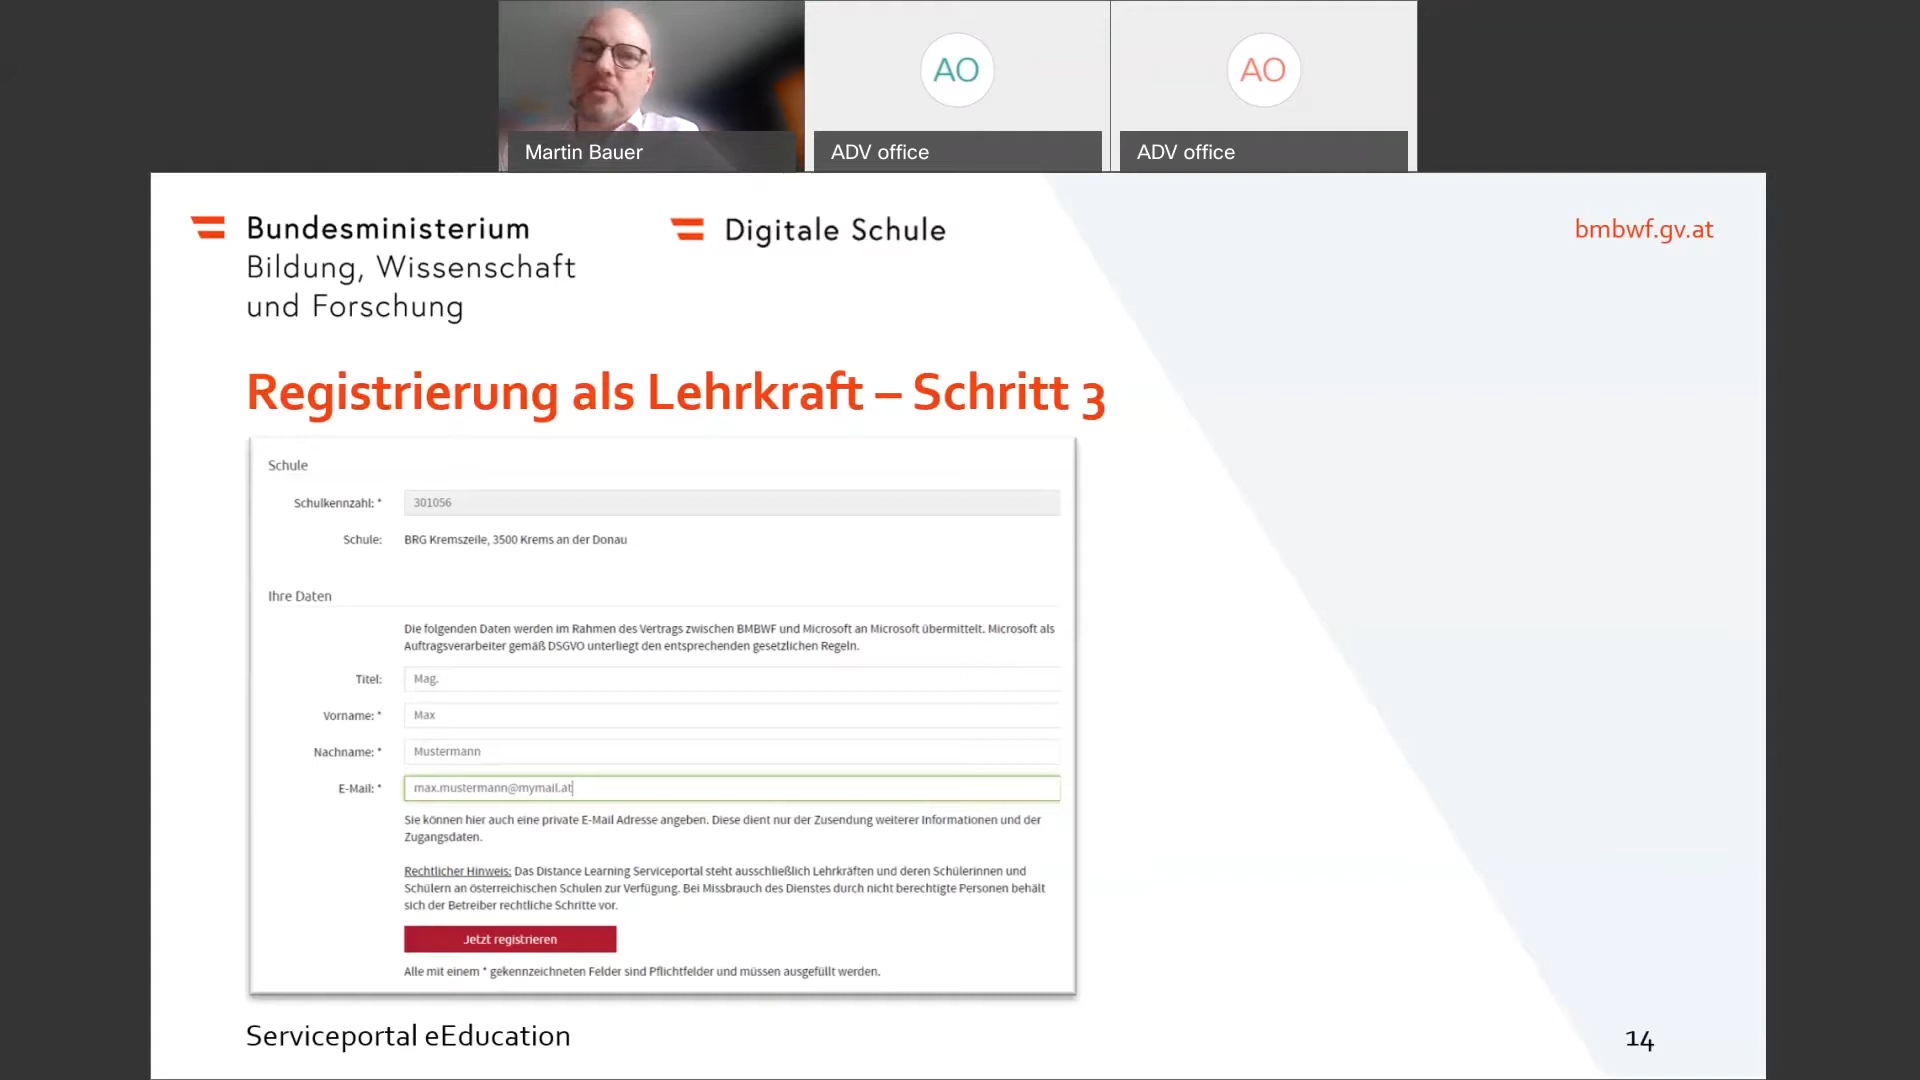 AO
AO
Martin Bauer
ADV office
ADV office
Bundesministerium
Bildung, Wissenschaft
und Forschung
Digitale Schule
bmbwf.gv.at
Registrierung als Lehrkraft – Schritt 3
Schule
Schulkennzahl: * 301056
Schule: BRG Kremszeile, 3500 Krems an der Donau
Ihre Daten
Die folgenden Daten werden im Rahmen des Vertrags zwischen BMBWF und Microsoft an Microsoft übermittelt. Microsoft als
Auftragsverarbeiter gemäß DSGVO unterliegt den entsprechenden gesetzlichen Regeln.
Titel: Mag.
Vorname: * Max
Nachname: * Mustermann
E-Mail: * max.mustermann@mymail.at
Sie können hier auch eine private E-Mail Adresse angeben. Diese dient nur der Zusendung weiterer Informationen und der
Zugangsdaten.
Rechtlicher Hinweis: Das Distance Learning Serviceportal steht ausschließlich Lehrkräften und deren Schülerinnen und
Schülern an österreichischen Schulen zur Verfügung. Bei Missbrauch des Dienstes durch nicht berechtigte Personen behält
sich der Betreiber rechtliche Schritte vor.
Jetzt registrieren
Alle mit einem * gekennzeichneten Felder sind Pflichtfelder und müssen ausgefüllt werden.
Serviceportal eEducation
14